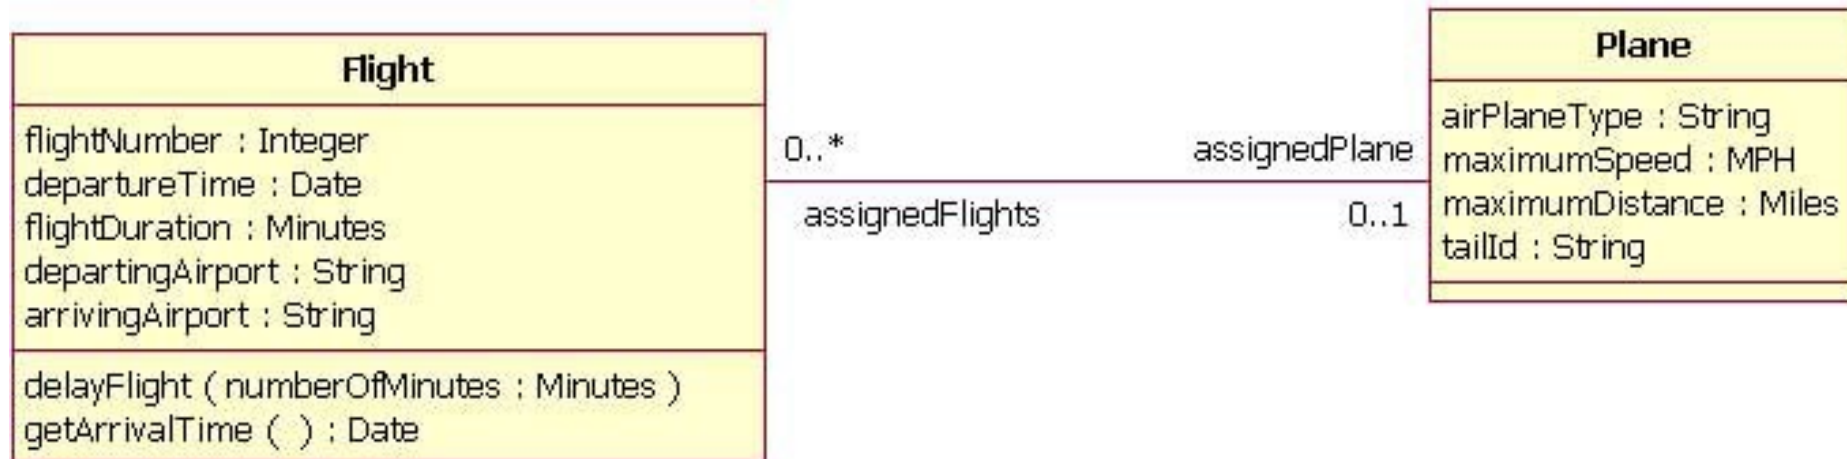 Flight
flightNumber : Integer
departureTime : Date
flightDuration : Minutes
departingAirport : String
arrivingAirport : String
delayFlight ( numberOfMinutes : Minutes )
getArrivalTime ( ) : Date
0..*
assignedPlane
assignedFlights
0..1
Plane
airPlaneType : String
maximumSpeed : MPH
maximumDistance : Miles
tailId : String